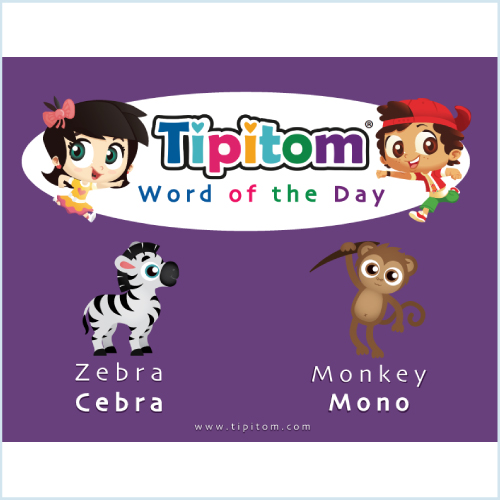 Tipitom®
Word of the Day
Zebra
Cebra
Monkey
Mono
www.tipitom.com